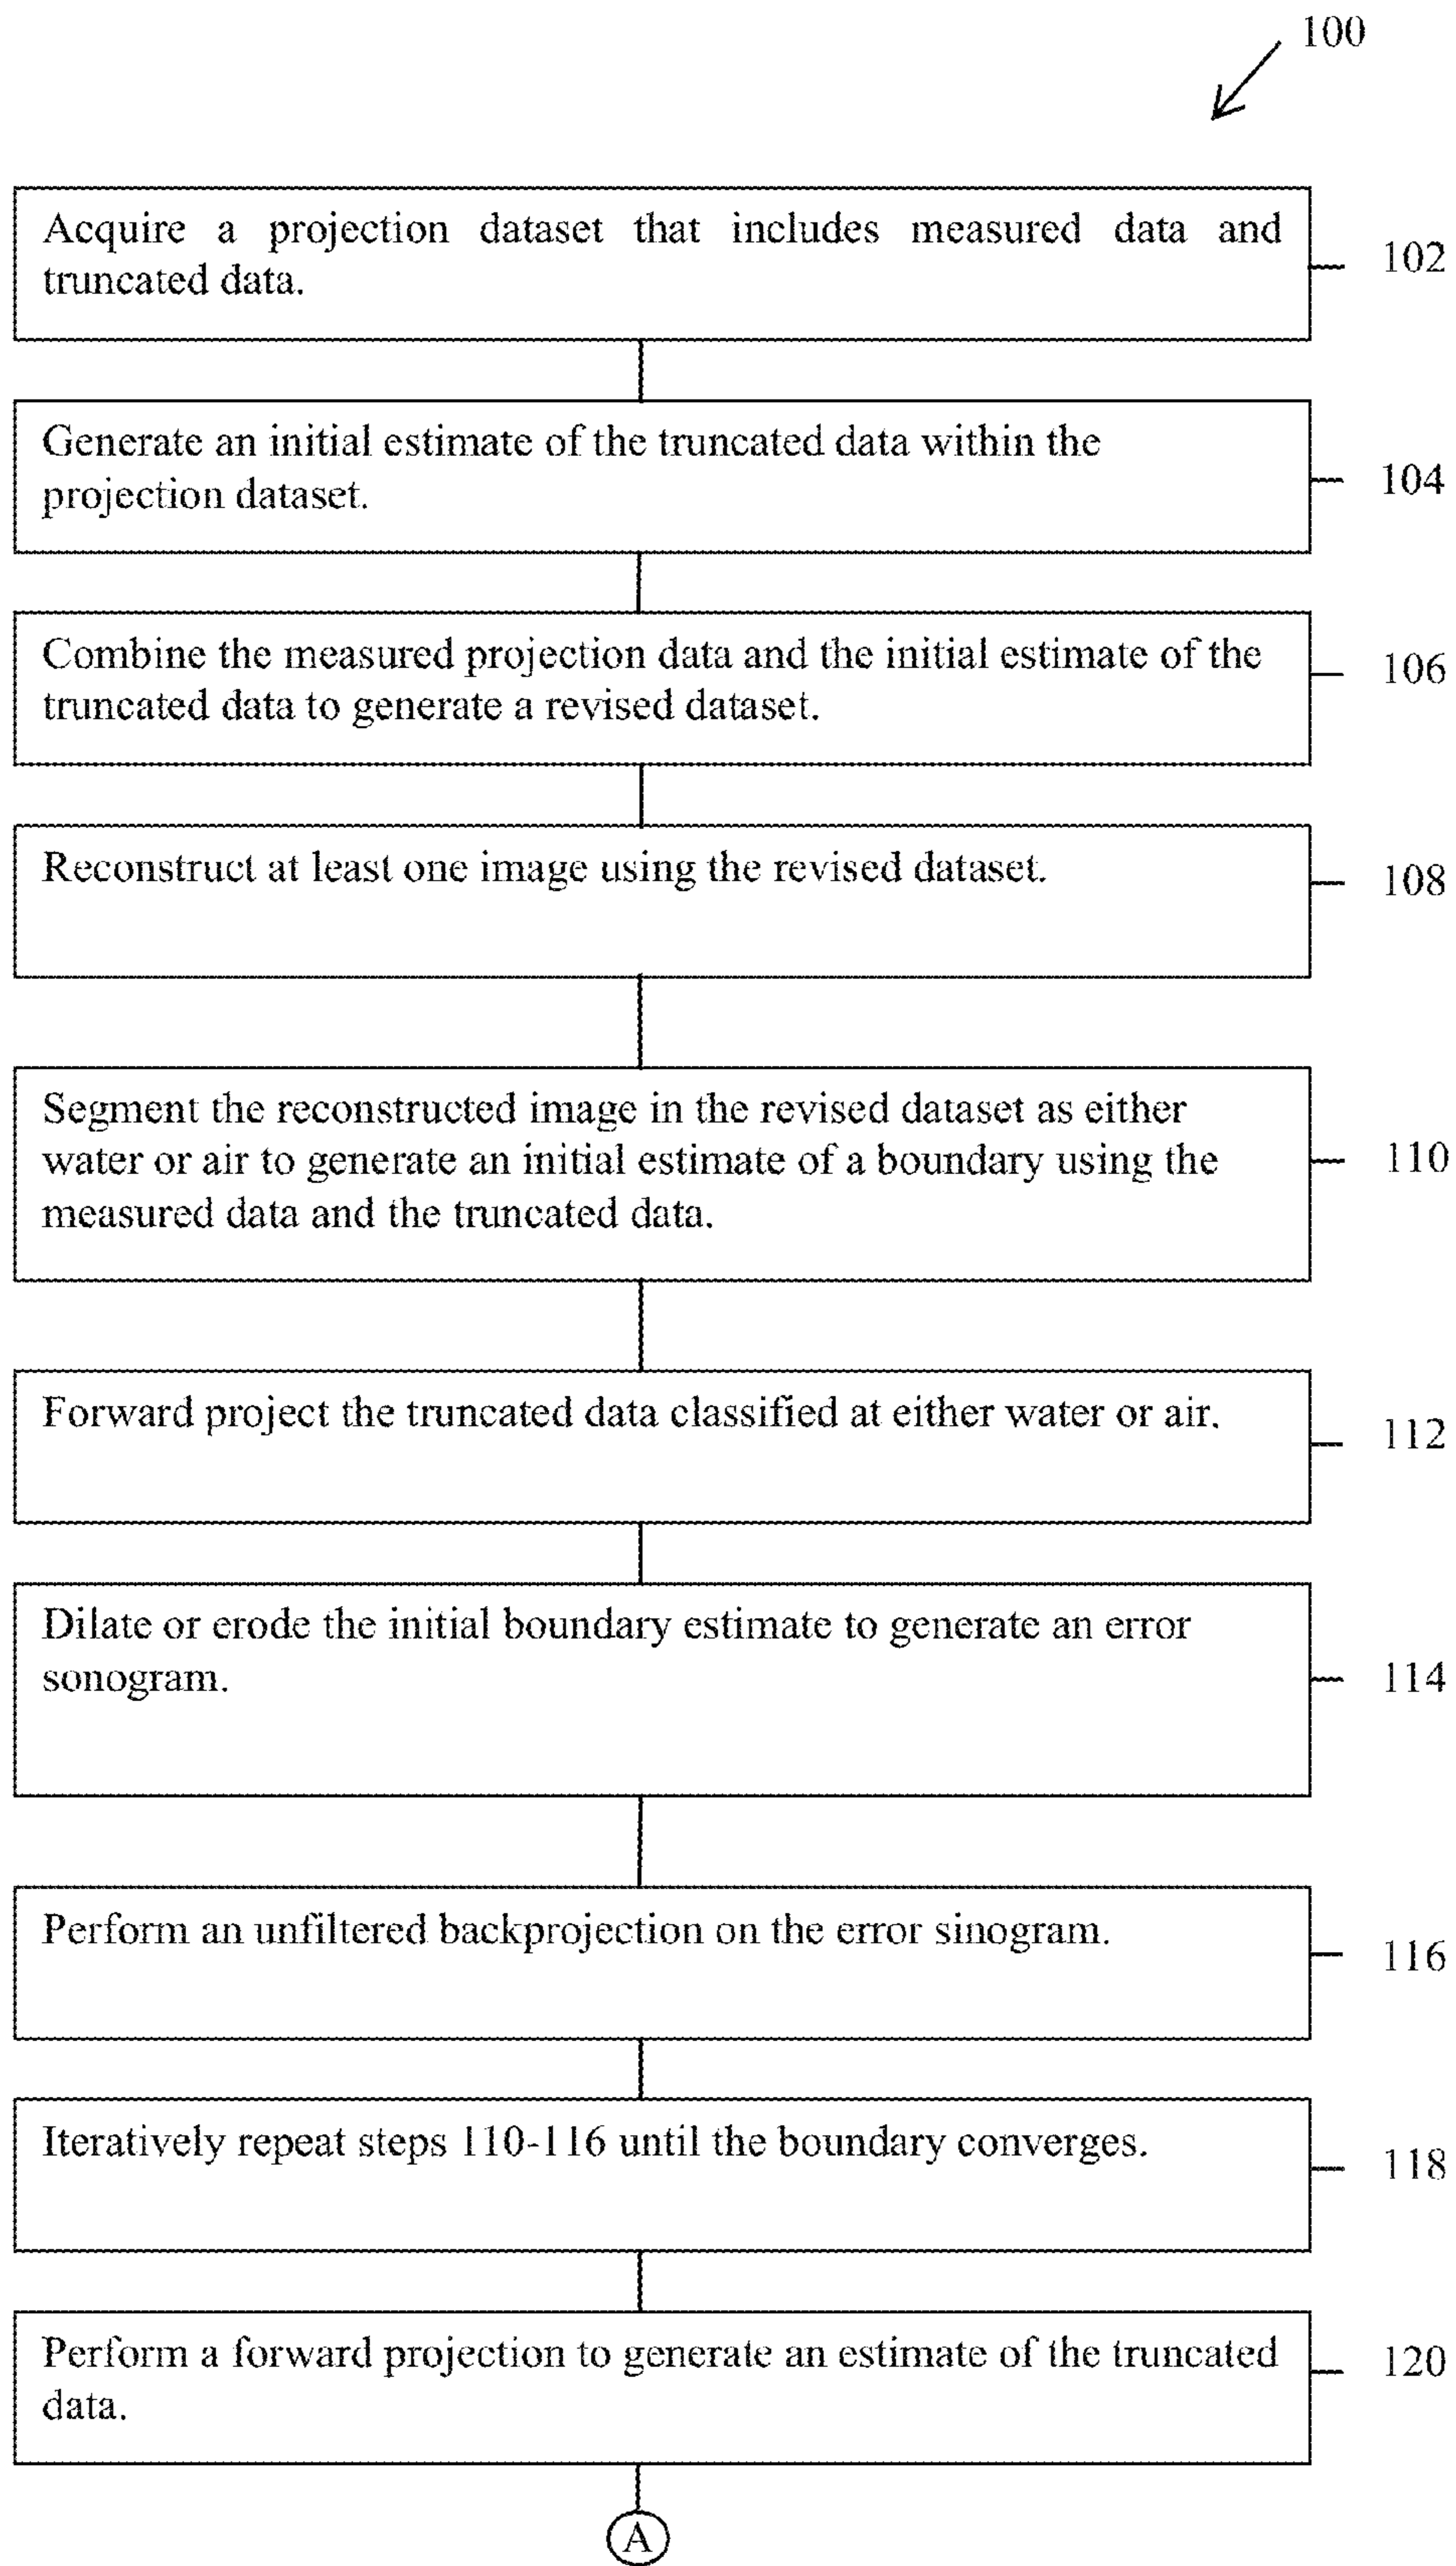 100
Acquire a projection dataset that includes measured data and
truncated data.
102
Generate an initial estimate of the truncated data within the
projection dataset.
104
Combine the measured projection data and the initial estimate of the
truncated data to generate a revised dataset.
106
Reconstruct at least one image using the revised dataset.
108
Segment the reconstructed image in the revised dataset as either
water or air to generate an initial estimate of a boundary using the
measured data and the truncated data.
110
Forward project the truncated data classified at either water or air.
112
Dilate or erode the initial boundary estimate to generate an error
sonogram.
114
Perform an unfiltered backprojection on the error sinogram.
116
Iteratively repeat steps 110-116 until the boundary converges.
118
Perform a forward projection to generate an estimate of the truncated
data.
120
A